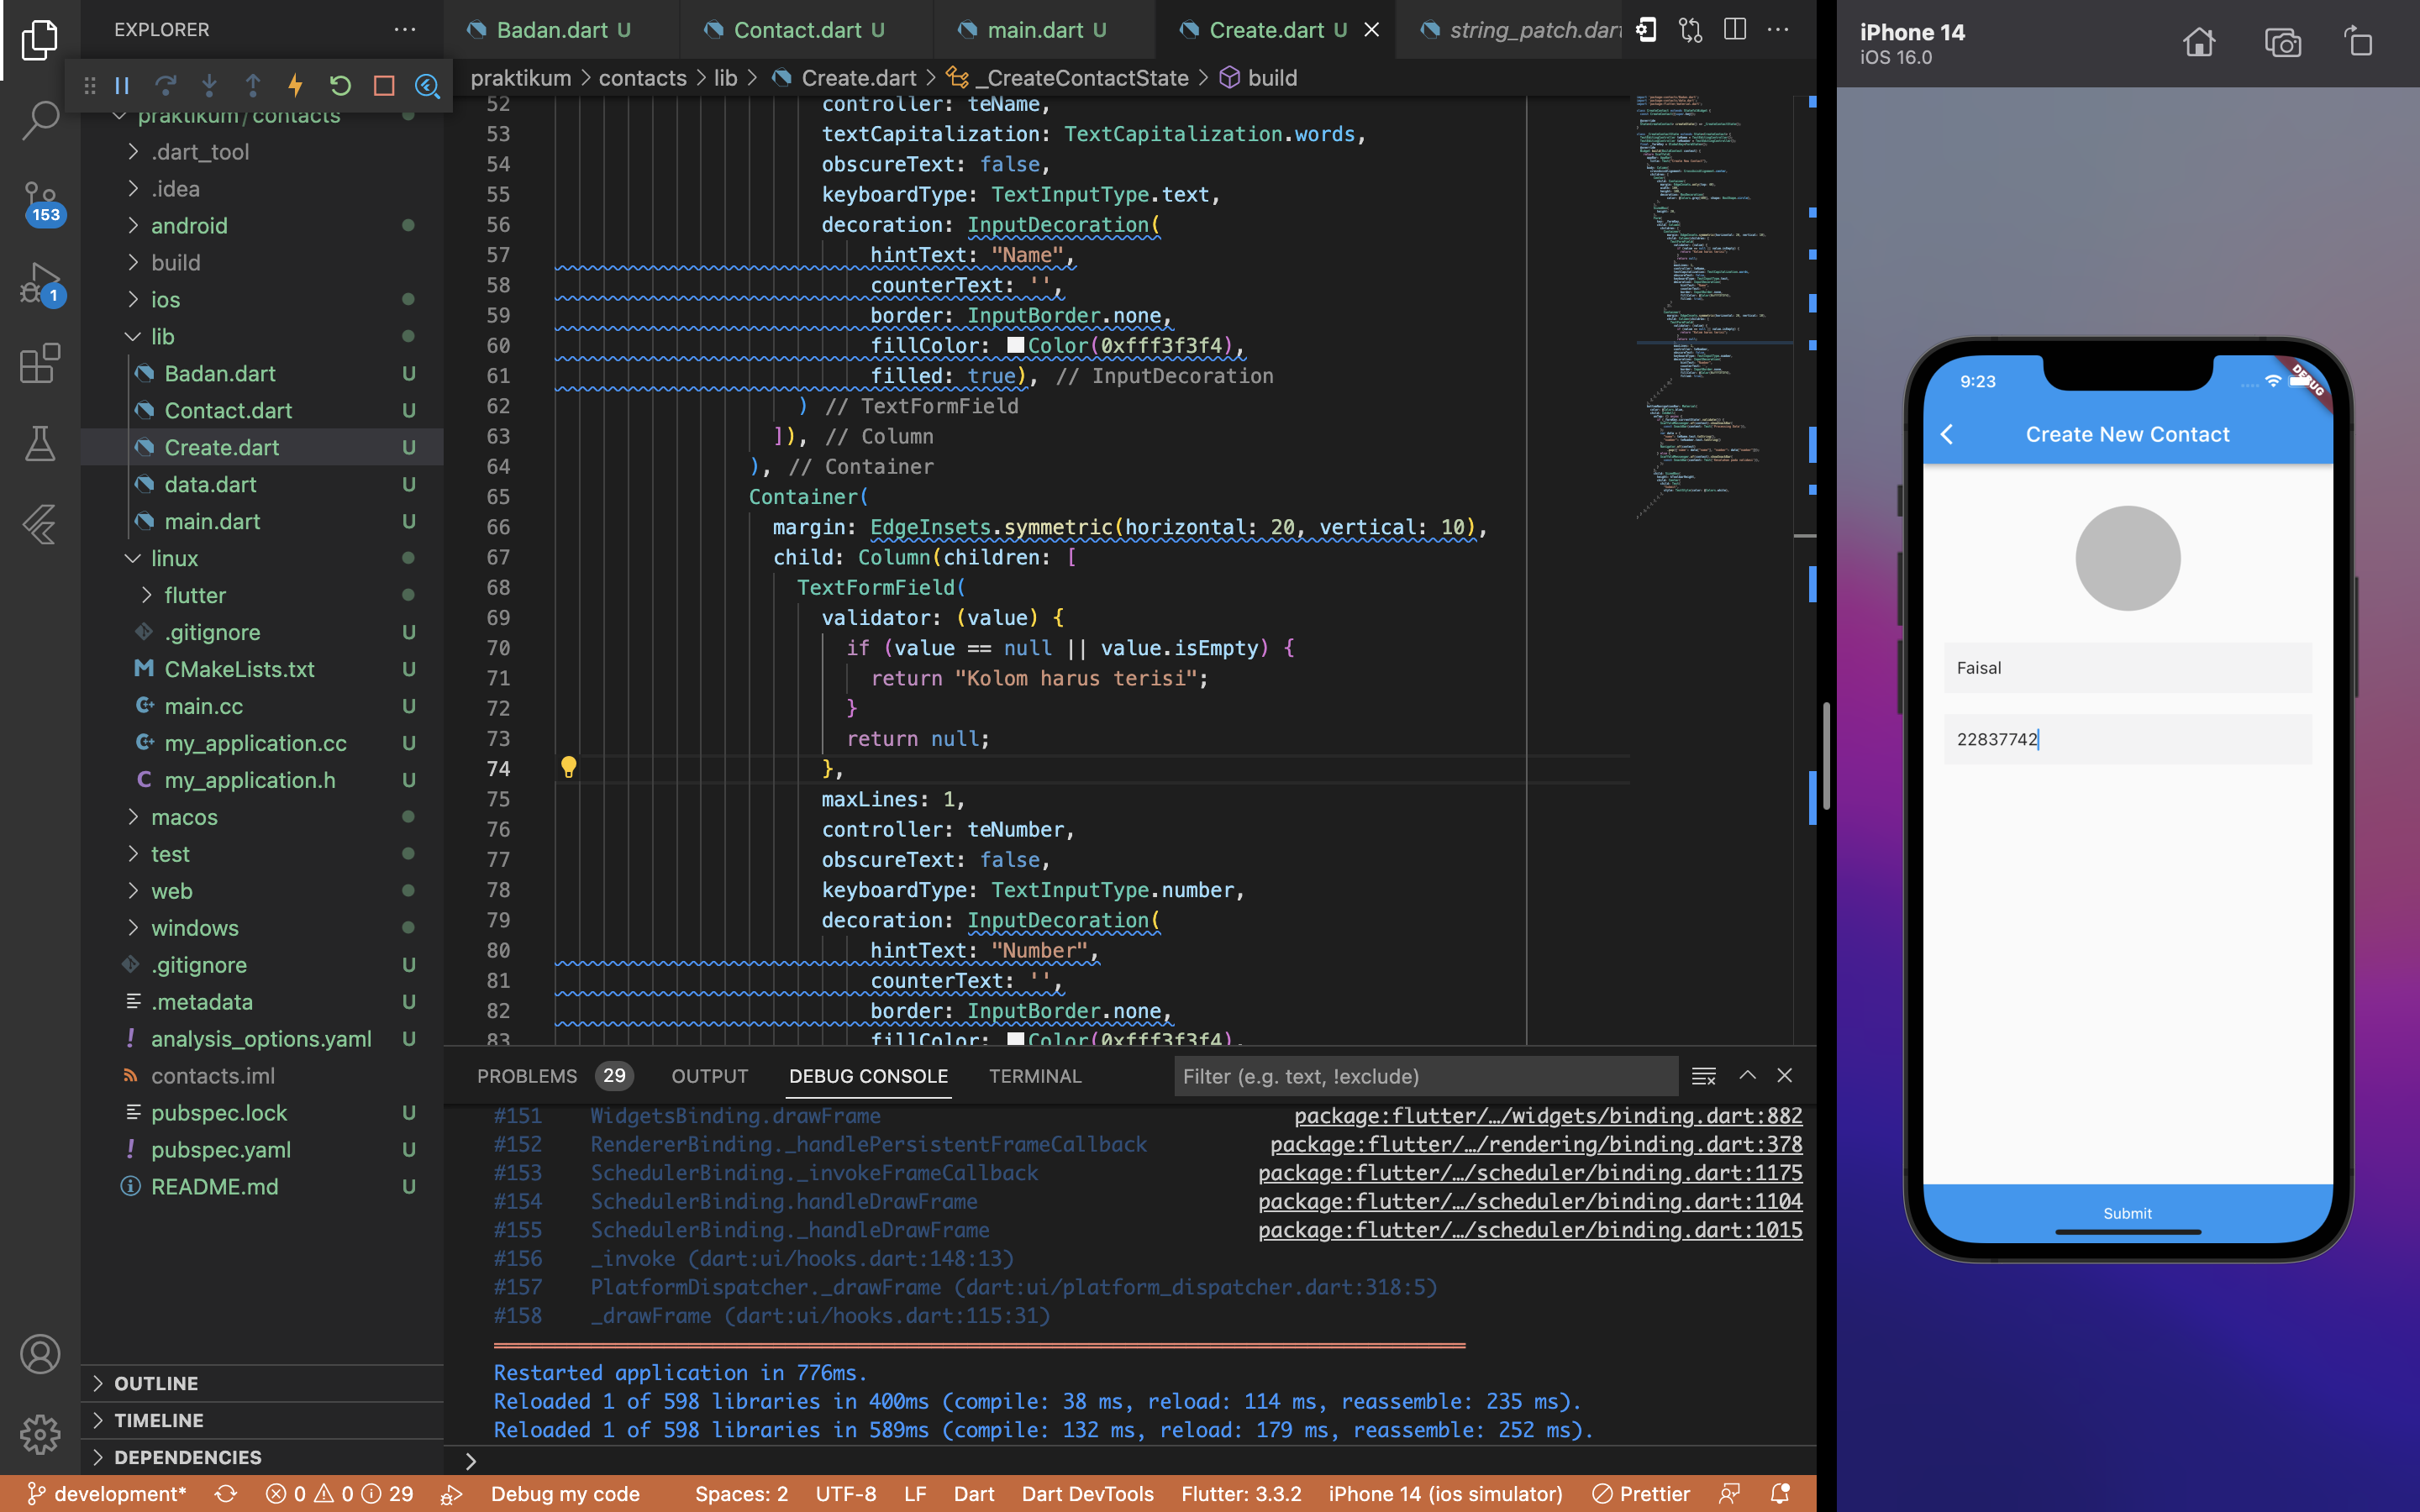 EXPLORER
praktikum/contacts
.dart_tool
.idea
android
build
ios
lib
Badan.dart U
Contact.dart U
Create.dart U
data.dart U
main.dart U
linux
flutter
.gitignore U
CMakeLists.txt U
main.cc U
my_application.cc U
my_application.h U
macos
test
web
windows
.gitignore U
.metadata U
analysis_options.yaml U
contacts.iml
pubspec.lock U
pubspec.yaml U
README.md U
OUTLINE
TIMELINE
DEPENDENCIES
153
1
Badan.dart U
Contact.dart U
main.dart U
Create.dart U
string_patch.dart
praktikum > contacts > lib > Create.dart > _CreateContactState > build
52 controller: teName,
53 textCapitalization: TextCapitalization.words,
54 obscureText: false,
55 keyboardType: TextInputType.text,
56 decoration: InputDecoration(
57 hintText: "Name",
58 counterText: '',
59 border: InputBorder.none,
60 fillColor: Color(0xfff3f3f4),
61 filled: true), // InputDecoration
62 ) // TextFormField
63 ]), // Column
64 ), // Container
65 Container(
66 margin: EdgeInsets.symmetric(horizontal: 20, vertical: 10),
67 child: Column(children: [
68 TextFormField(
69 validator: (value) {
70 if (value == null || value.isEmpty) {
71 return "Kolom harus terisi";
72 }
73 return null;
74 },
75 maxLines: 1,
76 controller: teNumber,
77 obscureText: false,
78 keyboardType: TextInputType.number,
79 decoration: InputDecoration(
80 hintText: "Number",
81 counterText: '',
82 border: InputBorder.none,
83 fillColor: Color(0xfff3f3f4),
PROBLEMS 29 OUTPUT DEBUG CONSOLE TERMINAL Filter (e.g. text, !exclude)
#151 WidgetsBinding.drawFrame package:flutter/…/widgets/binding.dart:882
#152 RendererBinding._handlePersistentFrameCallback package:flutter/…/rendering/binding.dart:378
#153 SchedulerBinding._invokeFrameCallback package:flutter/…/scheduler/binding.dart:1175
#154 SchedulerBinding.handleDrawFrame package:flutter/…/scheduler/binding.dart:1104
#155 SchedulerBinding._handleDrawFrame package:flutter/…/scheduler/binding.dart:1015
#156 _invoke (dart:ui/hooks.dart:148:13)
#157 PlatformDispatcher._drawFrame (dart:ui/platform_dispatcher.dart:318:5)
#158 _drawFrame (dart:ui/hooks.dart:115:31)
Restarted application in 776ms.
Reloaded 1 of 598 libraries in 400ms (compile: 38 ms, reload: 114 ms, reassemble: 235 ms).
Reloaded 1 of 598 libraries in 589ms (compile: 132 ms, reload: 179 ms, reassemble: 252 ms).
development* 0 0 29 Debug my code Spaces: 2 UTF-8 LF Dart Dart DevTools Flutter: 3.3.2 iPhone 14 (ios simulator) Prettier
iPhone 14
iOS 16.0
9:23
DEBUG
Create New Contact
Faisal
22837742
Submit